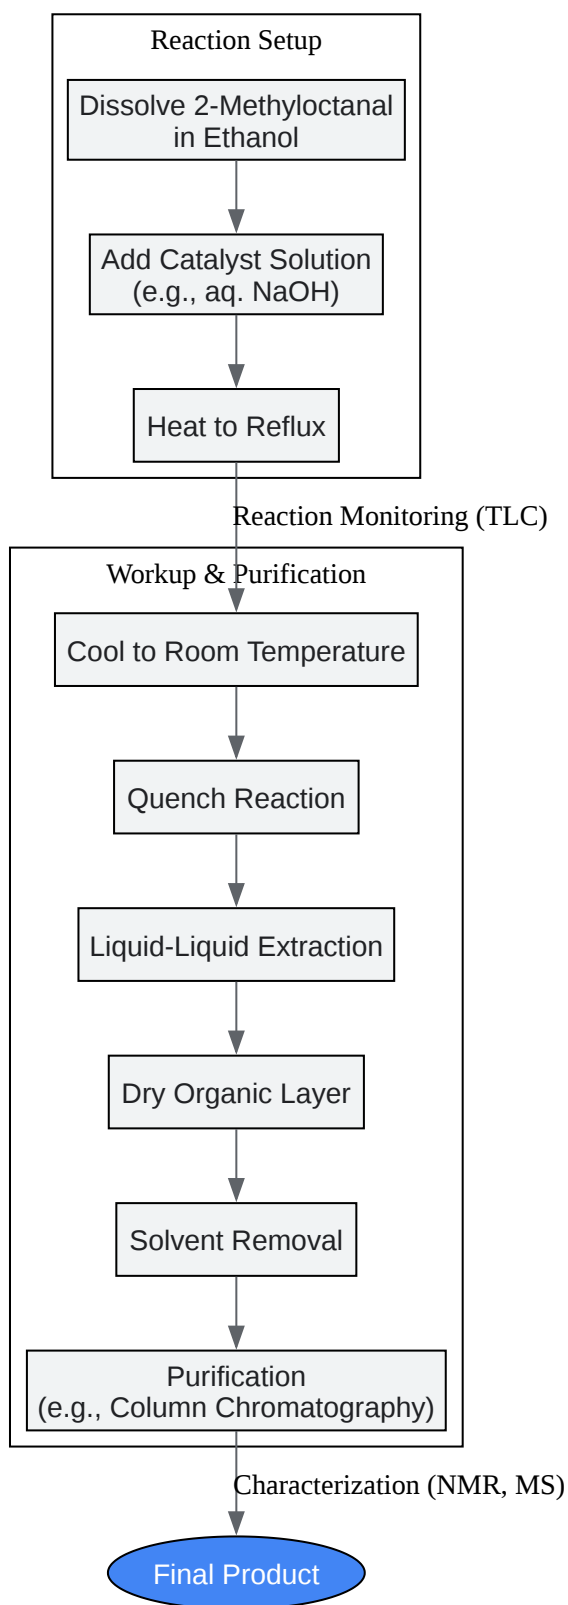 Reaction Setup
Dissolve 2-Methyloctanal
in Ethanol
Add Catalyst Solution
(e.g., aq. NaOH)
Heat to Reflux
Reaction Monitoring (TLC)
Workup & Purification
Cool to Room Temperature
Quench Reaction
Liquid-Liquid Extraction
Dry Organic Layer
Solvent Removal
Purification
(e.g., Column Chromatography)
Characterization (NMR, MS)
Final Product